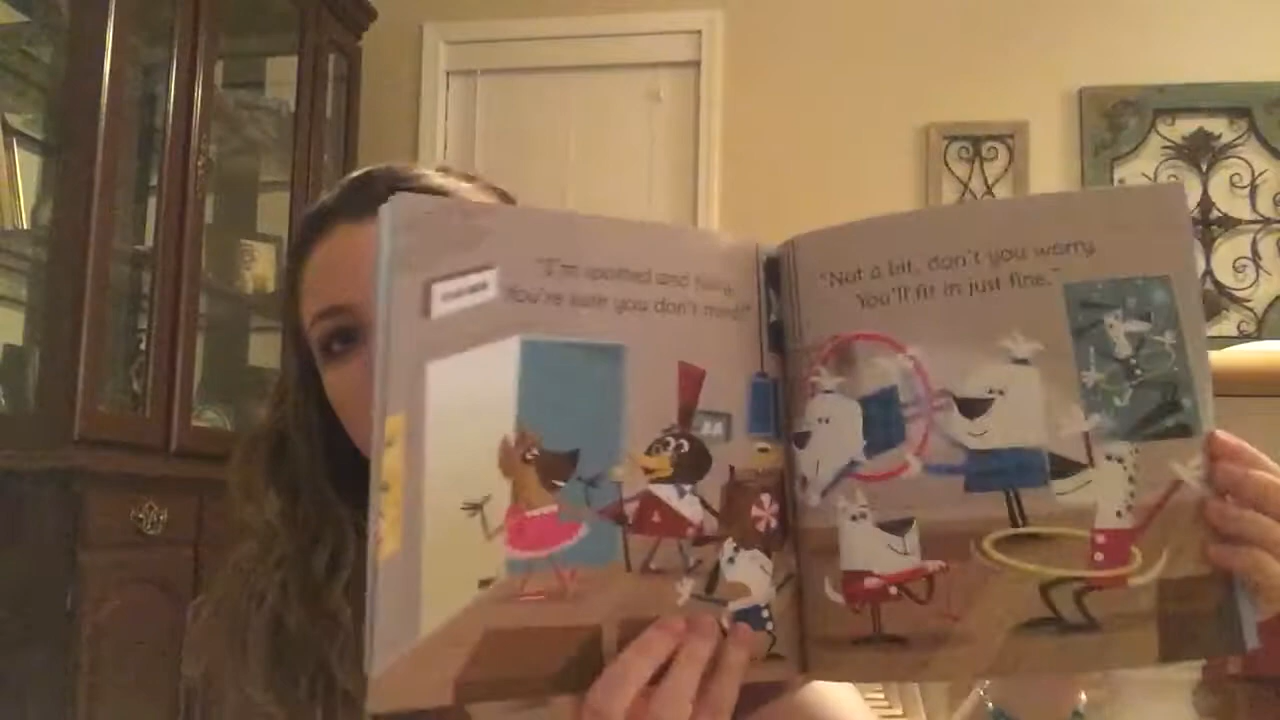 "I'm spotted and
You're sure you don't mind?"
"Not a bit, don't you worry.
You'll fit in just fine."